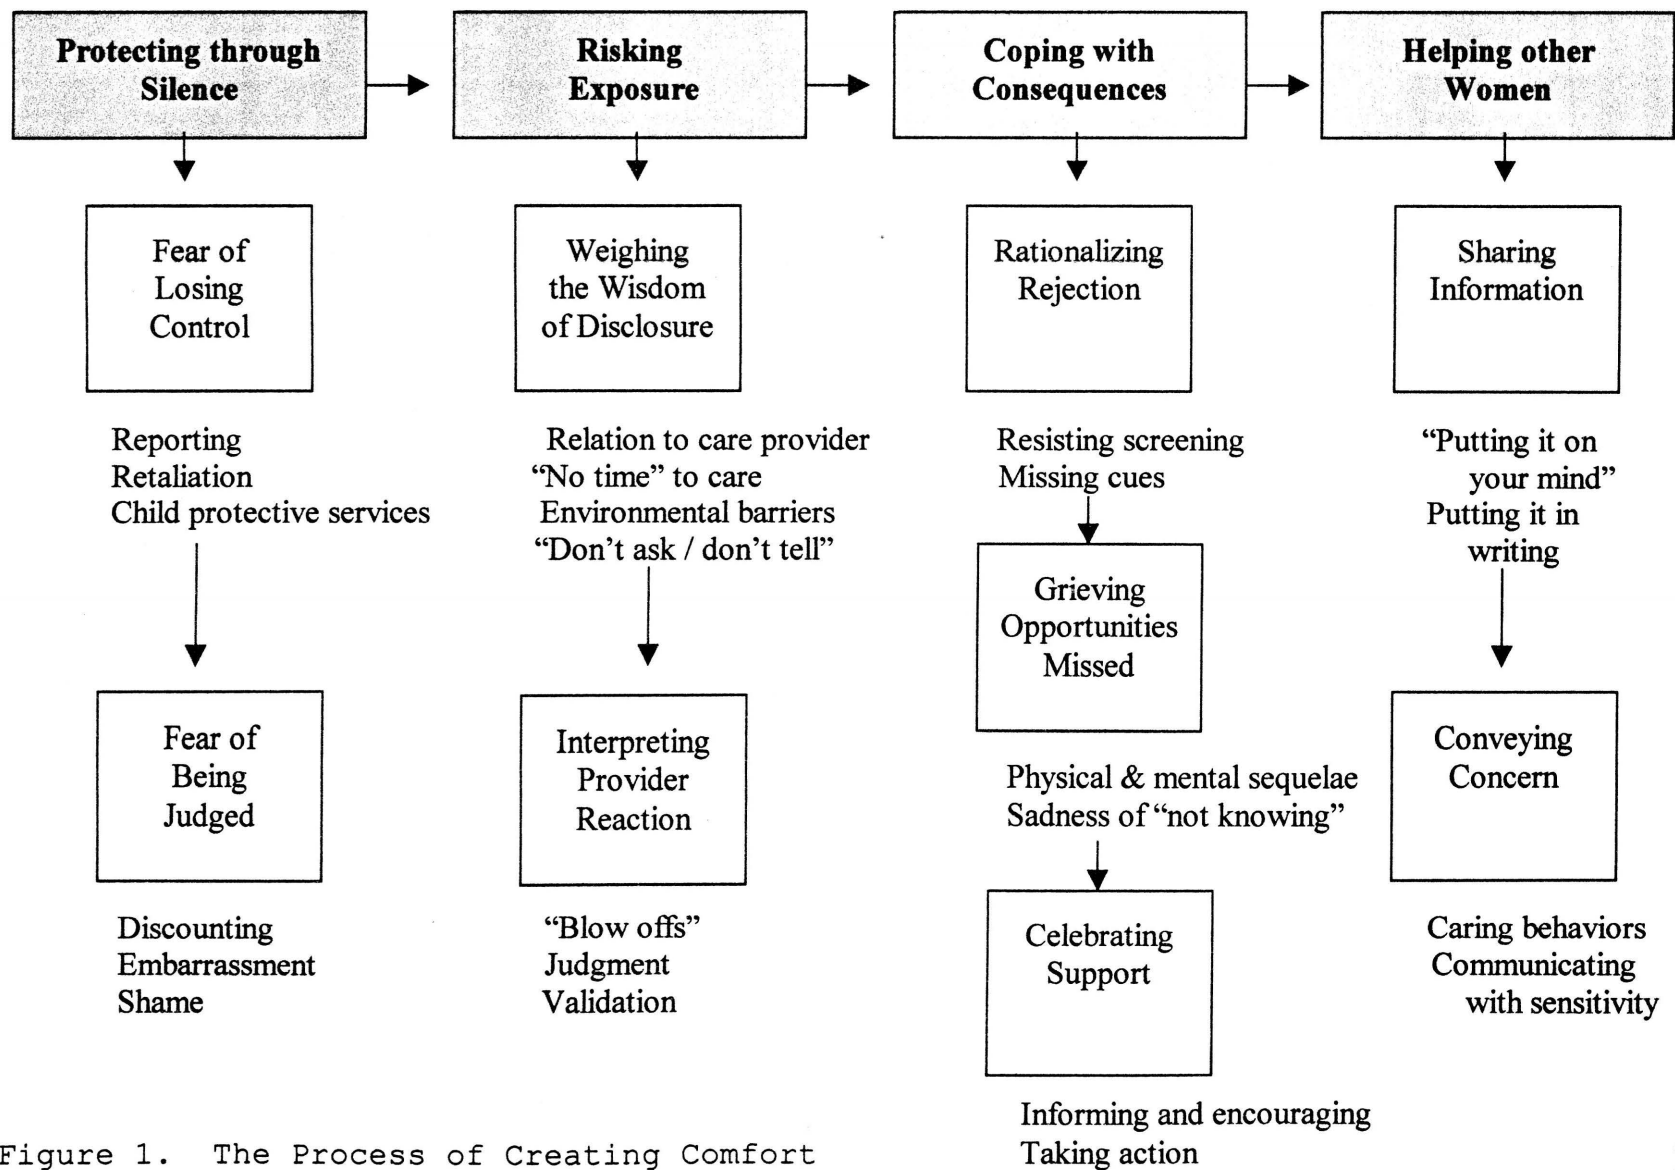 Protecting through
Silence
Fear of
Losing
Control
Reporting
Retaliation
Child protective services
Fear of
Being
Judged
Discounting
Embarrassment
Shame
Risking
Exposure
Weighing
the Wisdom
of Disclosure
Relation to care provider
“No time” to care
Environmental barriers
“Don’t ask / don’t tell”
Interpreting
Provider
Reaction
“Blow offs”
Judgment
Validation
Coping with
Consequences
Rationalizing
Rejection
Resisting screening
Missing cues
Grieving
Opportunities
Missed
Physical & mental sequelae
Sadness of “not knowing”
Celebrating
Support
Informing and encouraging
Taking action
Helping other
Women
Sharing
Information
“Putting it on
your mind”
Putting it in
writing
Conveying
Concern
Caring behaviors
Communicating
with sensitivity
Figure 1. The Process of Creating Comfort